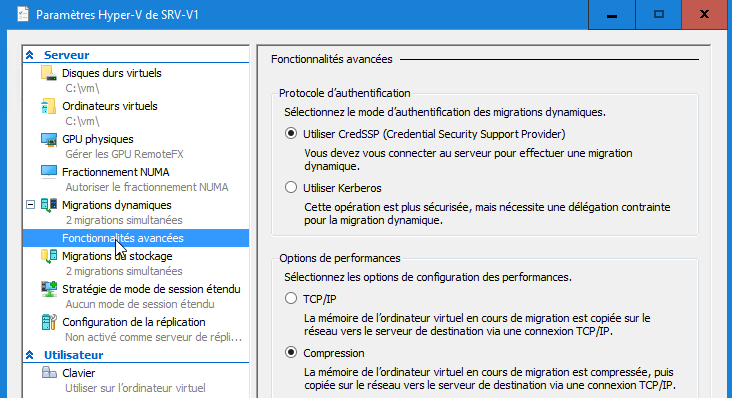 Paramètres Hyper-V de SRV-V1
Serveur
Disques durs virtuels
C:\vm\
Ordinateurs virtuels
C:\vm\
GPU physiques
Gérer les GPU RemoteFX
Fractionnement NUMA
Autoriser le fractionnement NUMA
Migrations dynamiques
2 migrations simultanées
Fonctionnalités avancées
Migrations de stockage
2 migrations simultanées
Stratégie de mode de session étendu
Aucun mode de session étendu
Configuration de la réplication
Non activé comme serveur de répli...
Utilisateur
Clavier
Utiliser sur l'ordinateur virtuel
Fonctionnalités avancées
Protocole d'authentification
Sélectionnez le mode d'authentification des migrations dynamiques.
Utiliser CredSSP (Credential Security Support Provider)
Vous devez vous connecter au serveur pour effectuer une migration
dynamique.
Utiliser Kerberos
Cette opération est plus sécurisée, mais nécessite une délégation contrainte
pour la migration dynamique.
Options de performances
Sélectionnez les options de configuration des performances.
TCP/IP
La mémoire de l'ordinateur virtuel en cours de migration est copiée sur le
réseau vers le serveur de destination via une connexion TCP/IP.
Compression
La mémoire de l'ordinateur virtuel en cours de migration est compressée, puis
copiée sur le réseau vers le serveur de destination via une connexion TCP/IP.